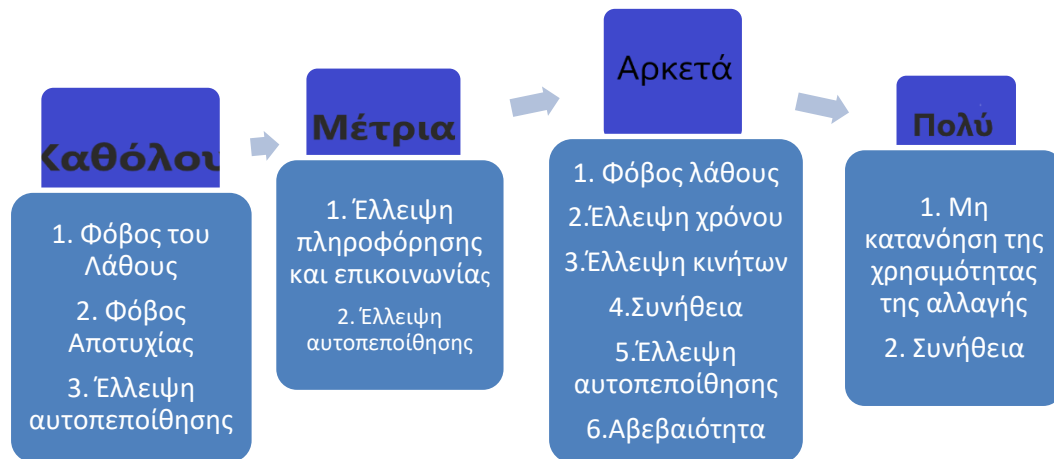 Καθόλου
1. Φόβος του
Λάθους
2. Φόβος
Αποτυχίας
3. Έλλειψη
αυτοπεποίθησης
Μέτρια
1. Έλλειψη
πληροφόρησης
και επικοινωνίας
2. Έλλειψη
αυτοπεποίθησης
Αρκετά
1. Φόβος λάθους
2.Έλλειψη χρόνου
3.Έλλειψη κινήτων
4.Συνήθεια
5.Έλλειψη
αυτοπεποίθησης
6.Αβεβαιότητα
Πολύ
1. Μη
κατανόηση της
χρησιμότητας
της αλλαγής
2. Συνήθεια